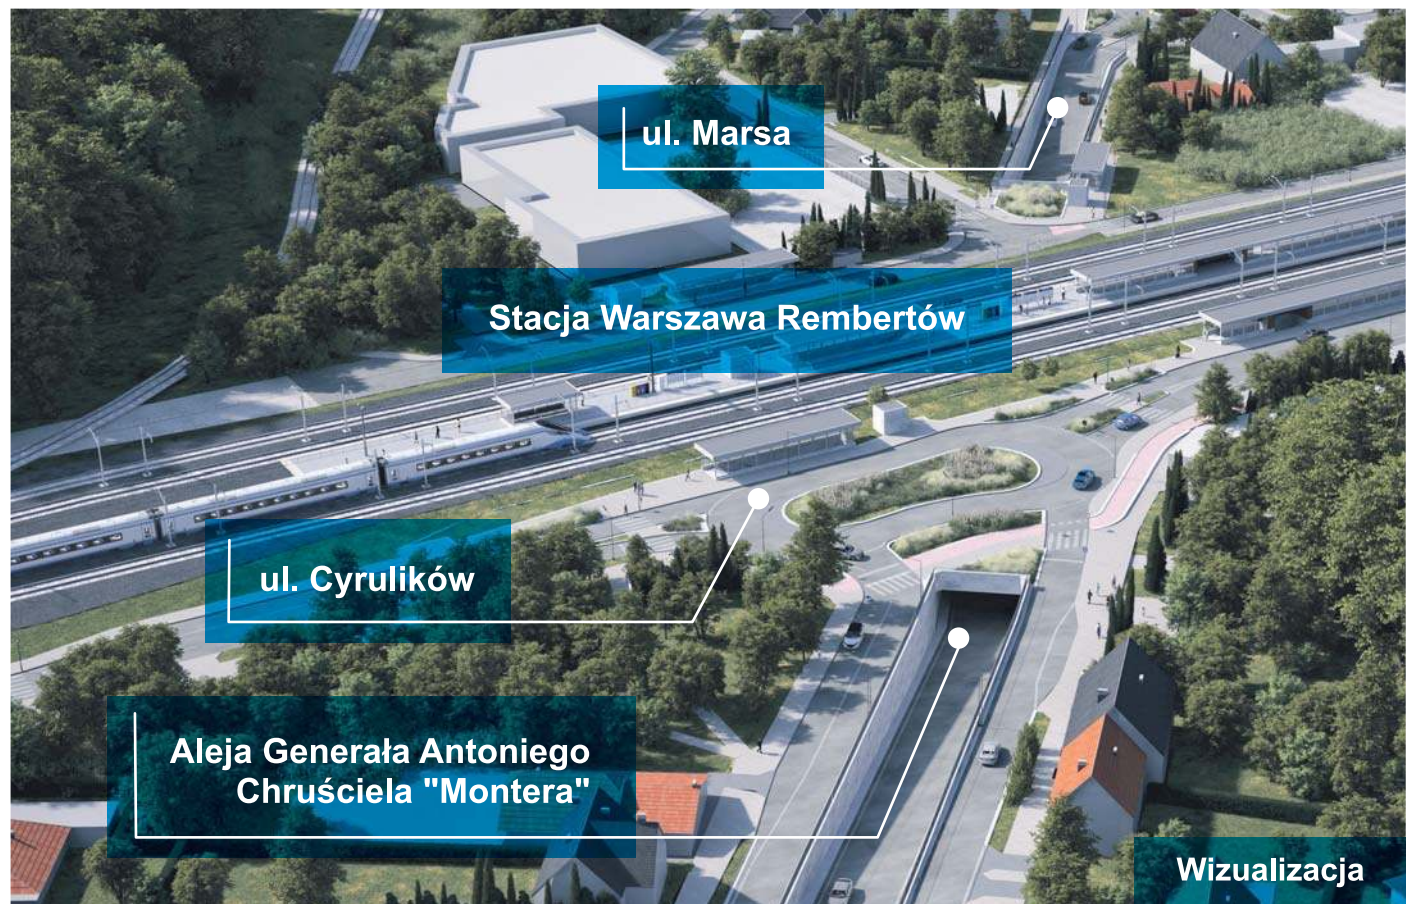 ul. Marsa
Stacja Warszawa Rembertów
ul. Cyrulików
Aleja Generała Antoniego
Chruściela "Montera"
Wizualizacja